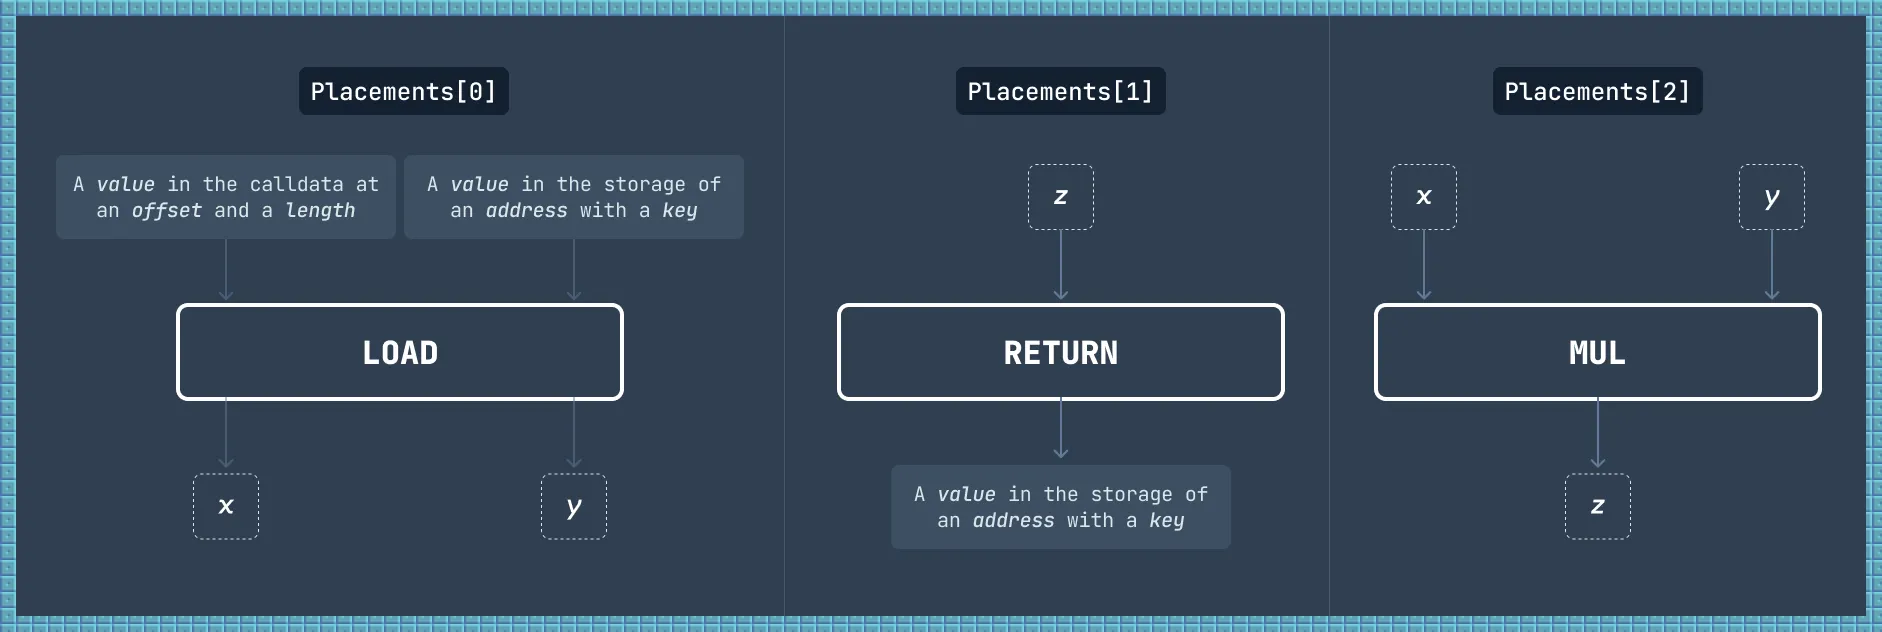 Placements[0]
A value in the calldata at
an offset and a length
A value in the storage of
an address with a key
LOAD
x
y
Placements[1]
z
RETURN
A value in the storage of
an address with a key
Placements[2]
x
y
MUL
z